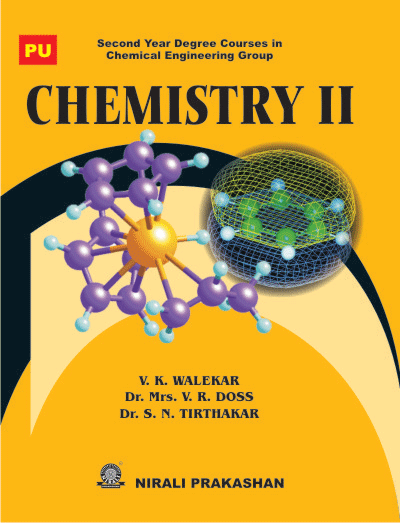 PU
Second Year Degree Courses in
Chemical Engineering Group
CHEMISTRY II
V. K. WALEKAR
Dr. Mrs. V. R. DOSS
Dr. S. N. TIRTHAKAR
NIRALI PRAKASHAN